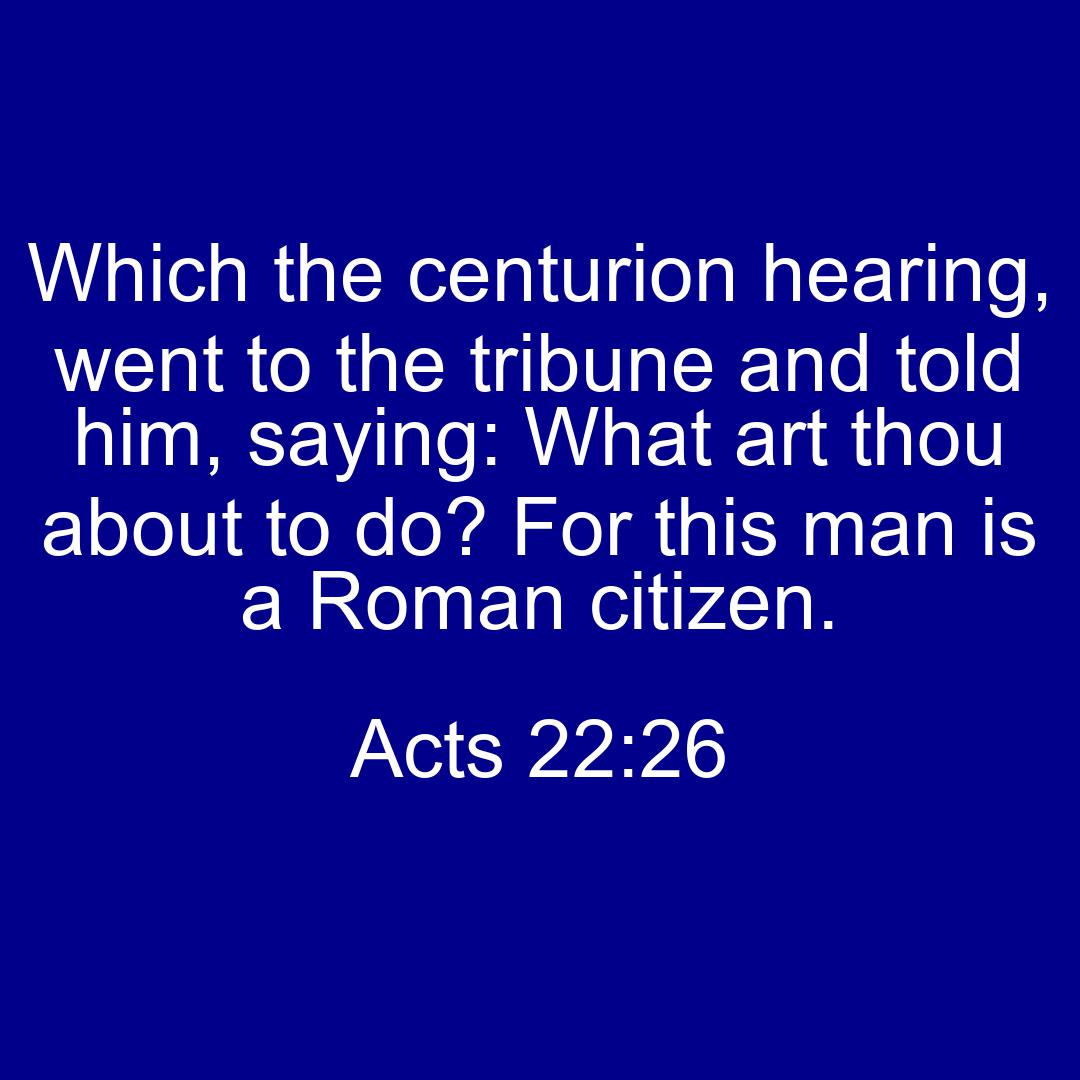 Which the centurion hearing,
went to the tribune and told
him, saying: What art thou
about to do? For this man is
a Roman citizen.
Acts 22:26